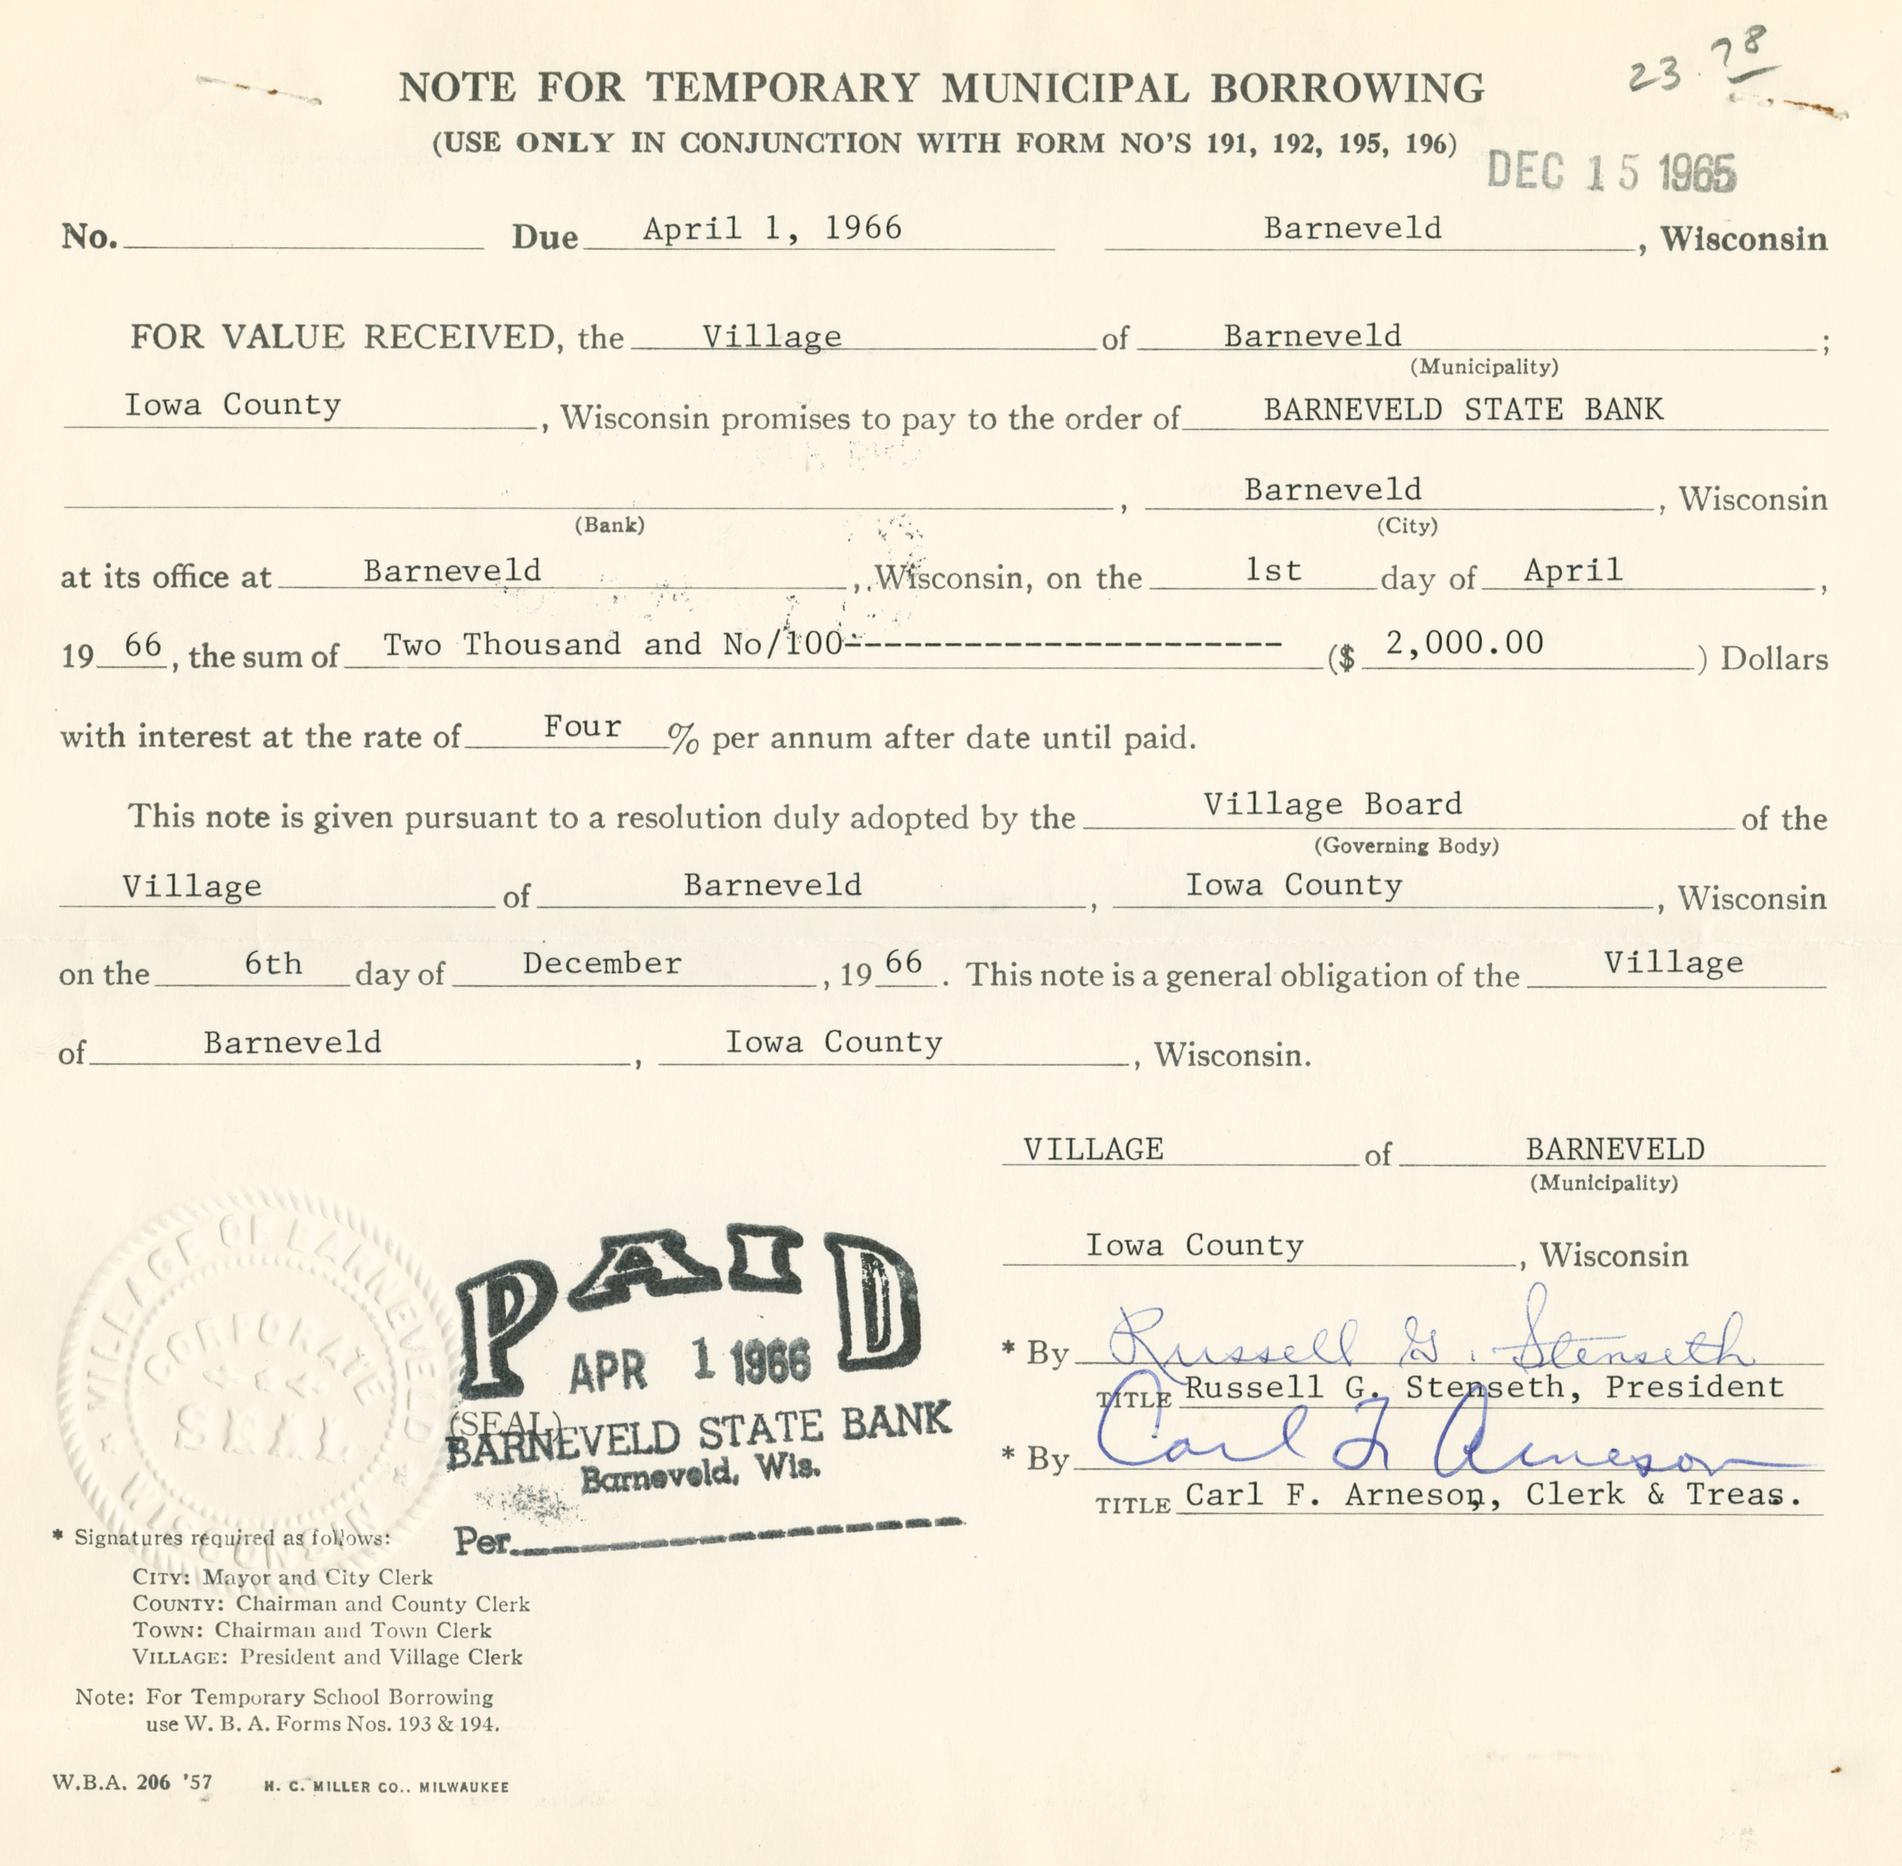 23.78
NOTE FOR TEMPORARY MUNICIPAL BORROWING
(USE ONLY IN CONJUNCTION WITH FORM NO'S 191, 192, 195, 196)
DEC 15 1965
No. Due April 1, 1966 Barneveld, Wisconsin
FOR VALUE RECEIVED, the Village of Barneveld;
(Municipality)
Iowa County, Wisconsin promises to pay to the order of BARNEVELD STATE BANK
, Barneveld, Wisconsin
(Bank) (City)
at its office at Barneveld, Wisconsin, on the 1st day of April,
19 66, the sum of Two Thousand and No/100---------------------- ($ 2,000.00) Dollars
with interest at the rate of Four % per annum after date until paid.
This note is given pursuant to a resolution duly adopted by the Village Board of the
(Governing Body)
Village of Barneveld, Iowa County, Wisconsin
on the 6th day of December, 19 66. This note is a general obligation of the Village
of Barneveld, Iowa County, Wisconsin.
VILLAGE of BARNEVELD
(Municipality)
Iowa County, Wisconsin
* By Russell G. Stenseth
TITLE Russell G. Stenseth, President
* By Carl F Arneson
TITLE Carl F. Arneson, Clerk & Treas.
VILLAGE OF BARNEVELD
WISCONSIN
CORPORATE
SEAL
PAID
APR 1 1966
(SEAL)
BARNEVELD STATE BANK
Barneveld, Wis.
Per
* Signatures required as follows:
CITY: Mayor and City Clerk
COUNTY: Chairman and County Clerk
TOWN: Chairman and Town Clerk
VILLAGE: President and Village Clerk
Note: For Temporary School Borrowing
use W. B. A. Forms Nos. 193 & 194.
W.B.A. 206 '57 H. C. MILLER CO., MILWAUKEE